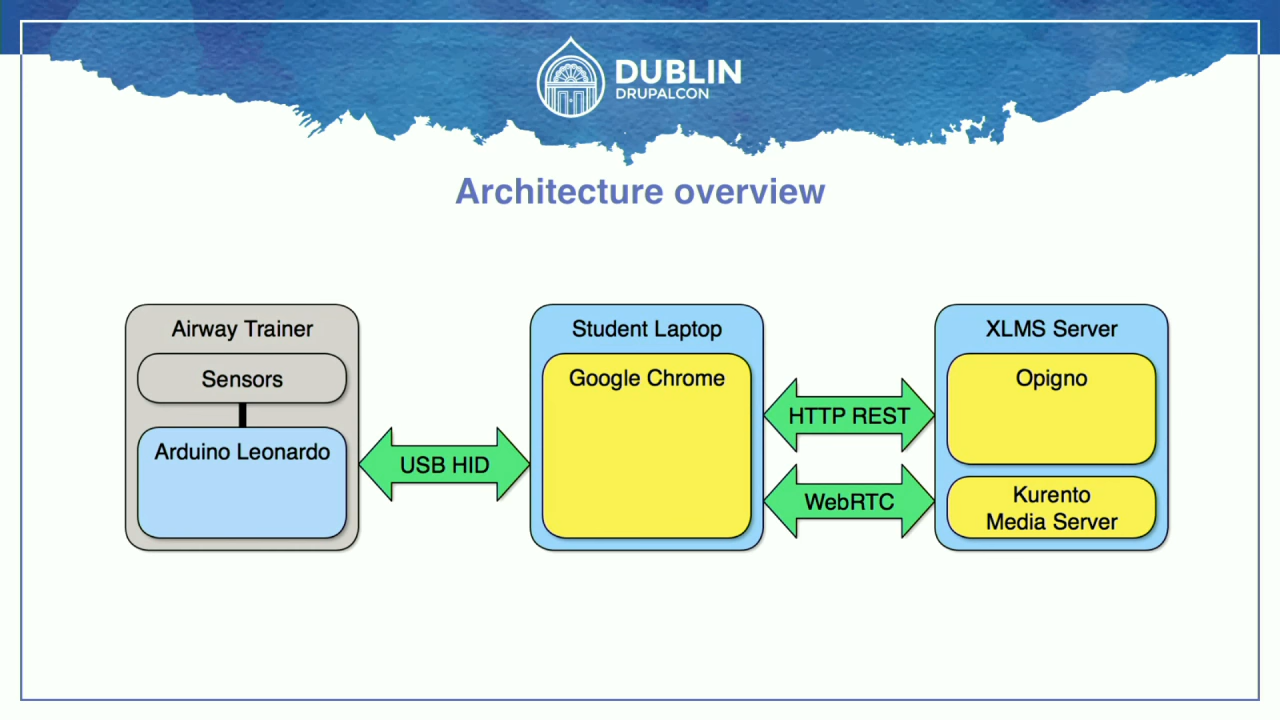 DUBLIN
DRUPALCON
Architecture overview
Airway Trainer
Sensors
Arduino Leonardo
USB HID
Student Laptop
Google Chrome
HTTP REST
WebRTC
XLMS Server
Opigno
Kurento
Media Server